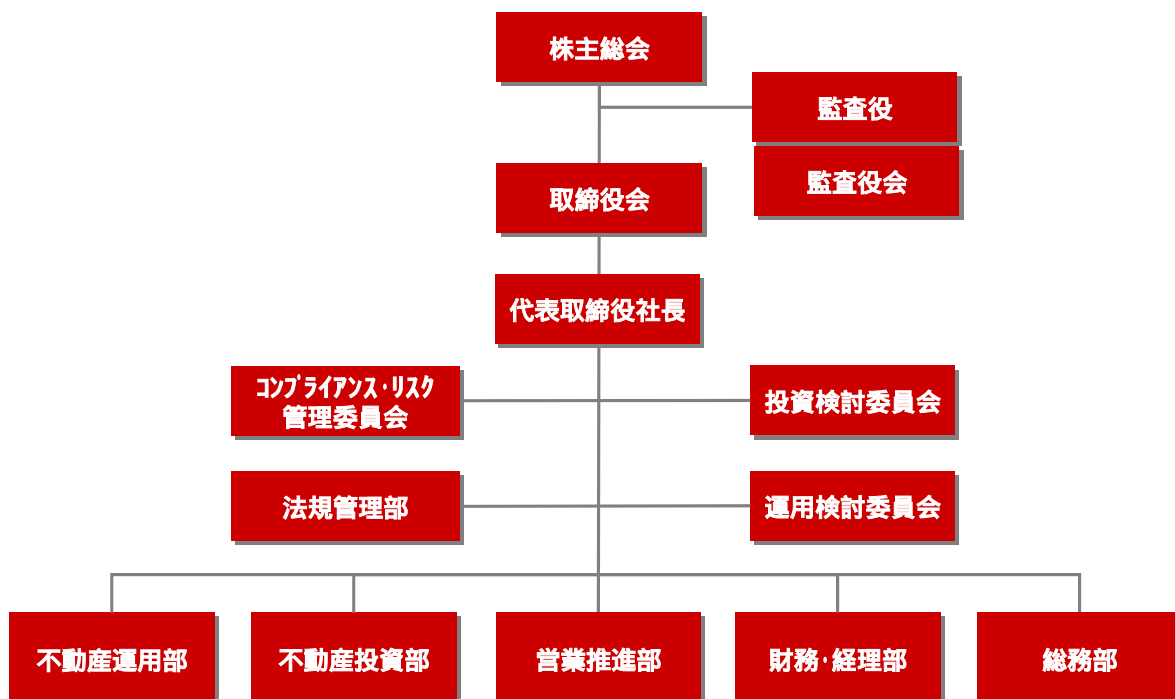 株主総会
監査役
監査役会
取締役会
代表取締役社長
ｺﾝﾌﾟﾗｲｱﾝｽ･ﾘｽｸ
管理委員会
投資検討委員会
法規管理部
運用検討委員会
不動産運用部
不動産投資部
営業推進部
財務･経理部
総務部